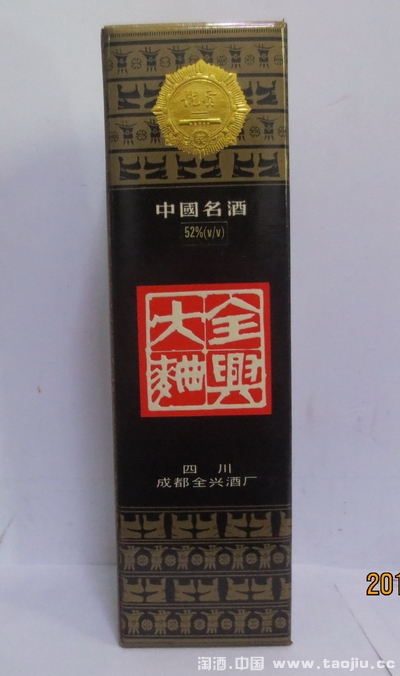 中國名酒
52%(v/v)
全興
大麯
四川
成都全兴酒厂
201
淘酒.中国 www.taojiu.cc